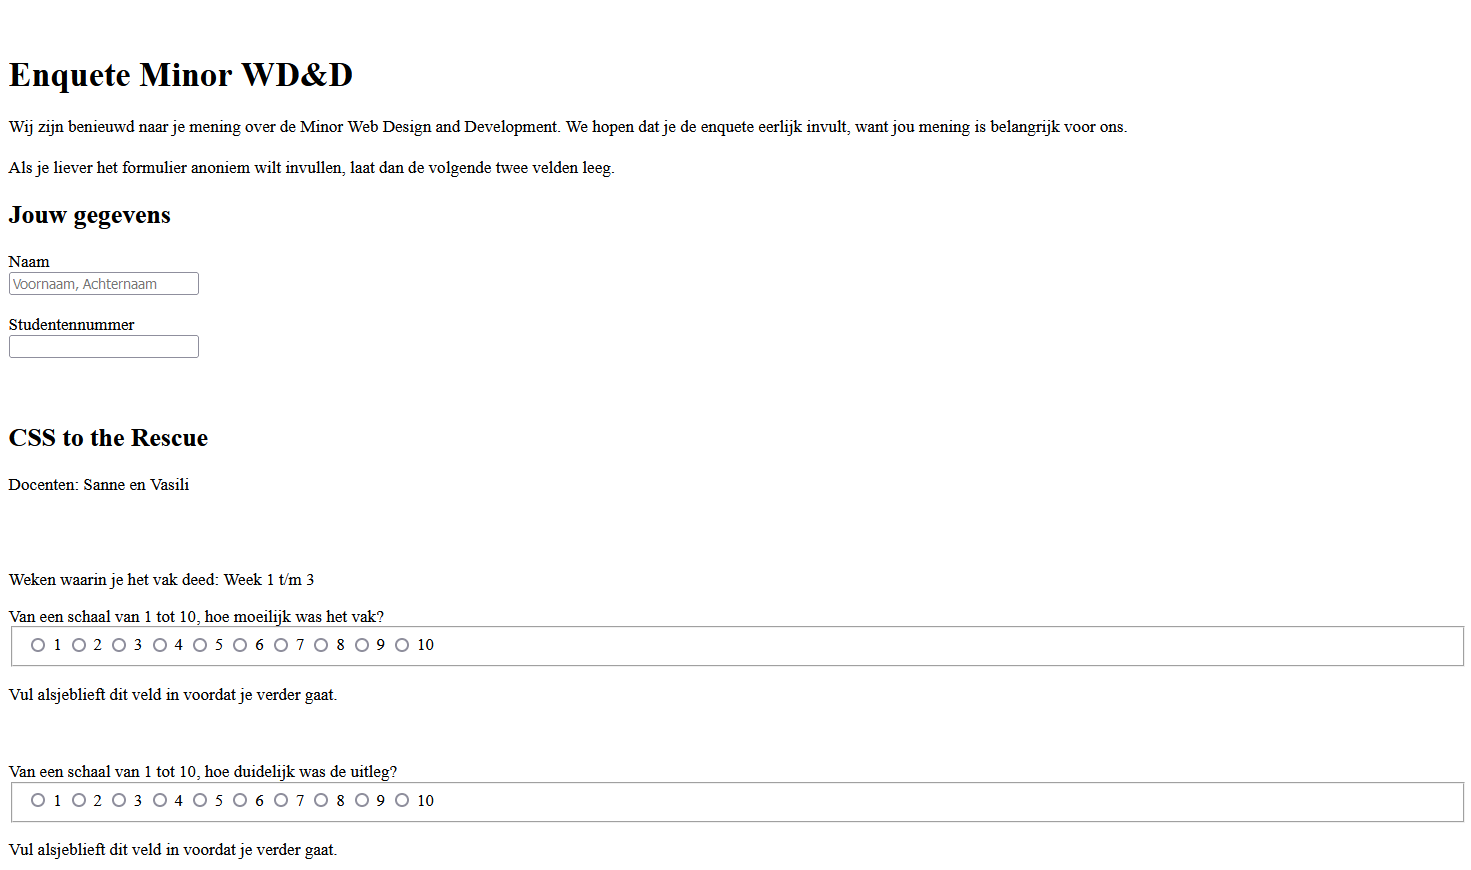 Enquete Minor WD&D
Wij zijn benieuwd naar je mening over de Minor Web Design and Development. We hopen dat je de enquete eerlijk invult, want jou mening is belangrijk voor ons.
Als je liever het formulier anoniem wilt invullen, laat dan de volgende twee velden leeg.
Jouw gegevens
Naam
Voornaam, Achternaam
Studentennummer
CSS to the Rescue
Docenten: Sanne en Vasili
Weken waarin je het vak deed: Week 1 t/m 3
Van een schaal van 1 tot 10, hoe moeilijk was het vak?
1 2 3 4 5 6 7 8 9 10
Vul alsjeblieft dit veld in voordat je verder gaat.
Van een schaal van 1 tot 10, hoe duidelijk was de uitleg?
1 2 3 4 5 6 7 8 9 10
Vul alsjeblieft dit veld in voordat je verder gaat.